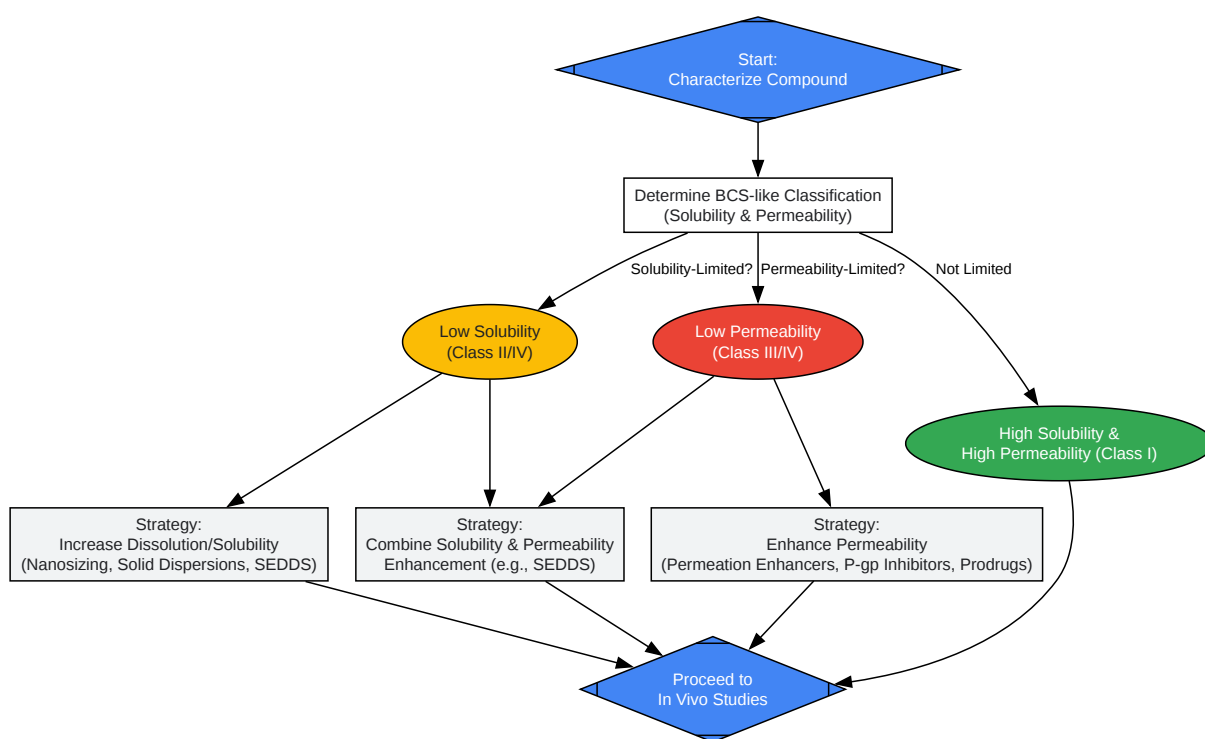 Start:
Characterize Compound
Determine BCS-like Classification
(Solubility & Permeability)
Solubility-Limited?
Permeability-Limited?
Not Limited
Low Solubility
(Class II/IV)
Low Permeability
(Class III/IV)
High Solubility &
High Permeability (Class I)
Strategy:
Increase Dissolution/Solubility
(Nanosizing, Solid Dispersions, SEDDS)
Strategy:
Combine Solubility & Permeability
Enhancement (e.g., SEDDS)
Strategy:
Enhance Permeability
(Permeation Enhancers, P-gp Inhibitors, Prodrugs)
Proceed to
In Vivo Studies